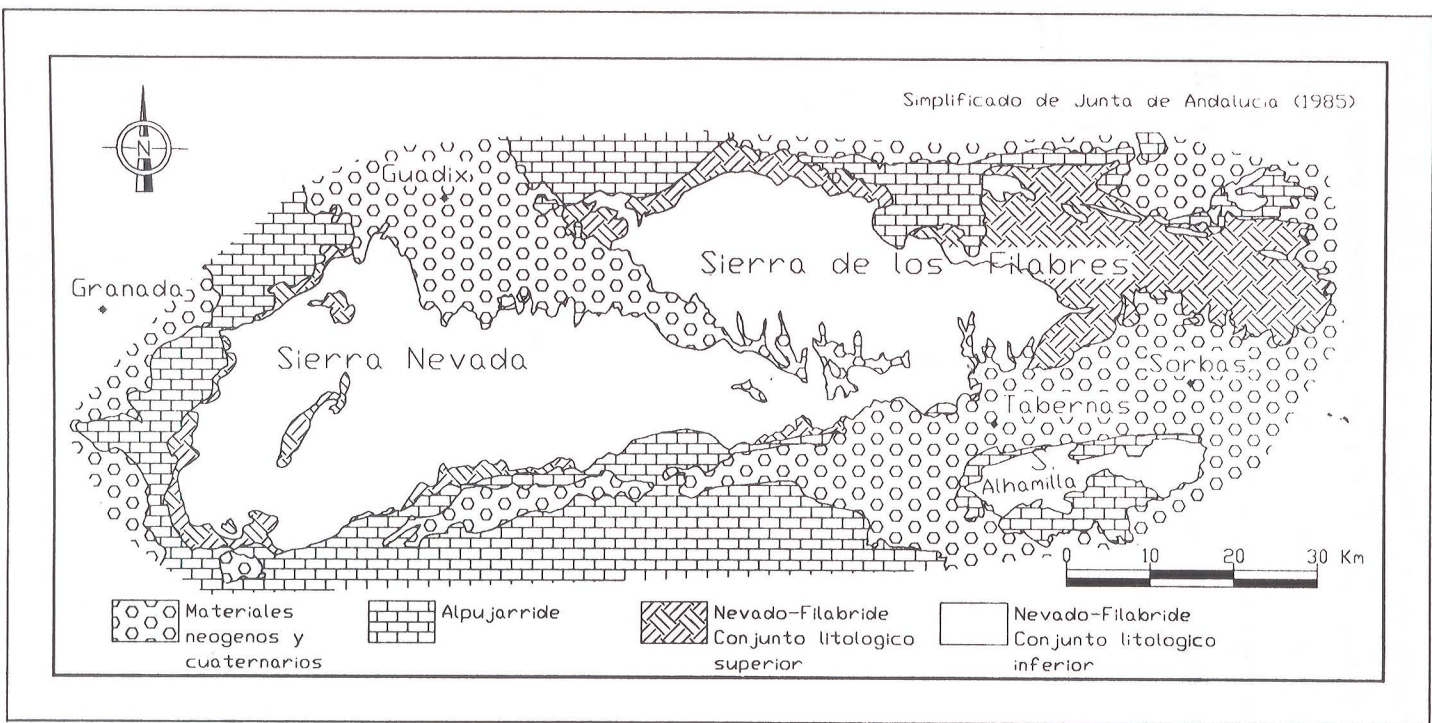 Simplificado de Junta de Andalucia (1985)
N
Guadix
Granada
Sierra de los Filabres
Sierra Nevada
Sorbas
Tabernas
S.
Alhamilla
0 10 20 30 Km
Materiales
neogenos y
cuaternarios
Alpujarride
Nevado-Filabride
Conjunto litologico
superior
Nevado-Filabride
Conjunto litologico
inferior